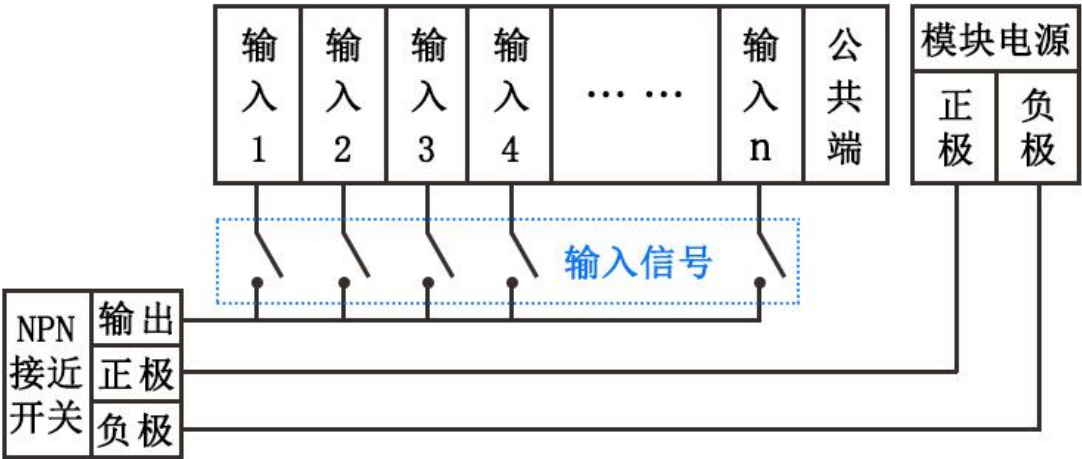 输入1
输入2
输入3
输入4
… …
输入n
公共端
模块电源
正极
负极
输入信号
NPN
接近
开关
输出
正极
负极